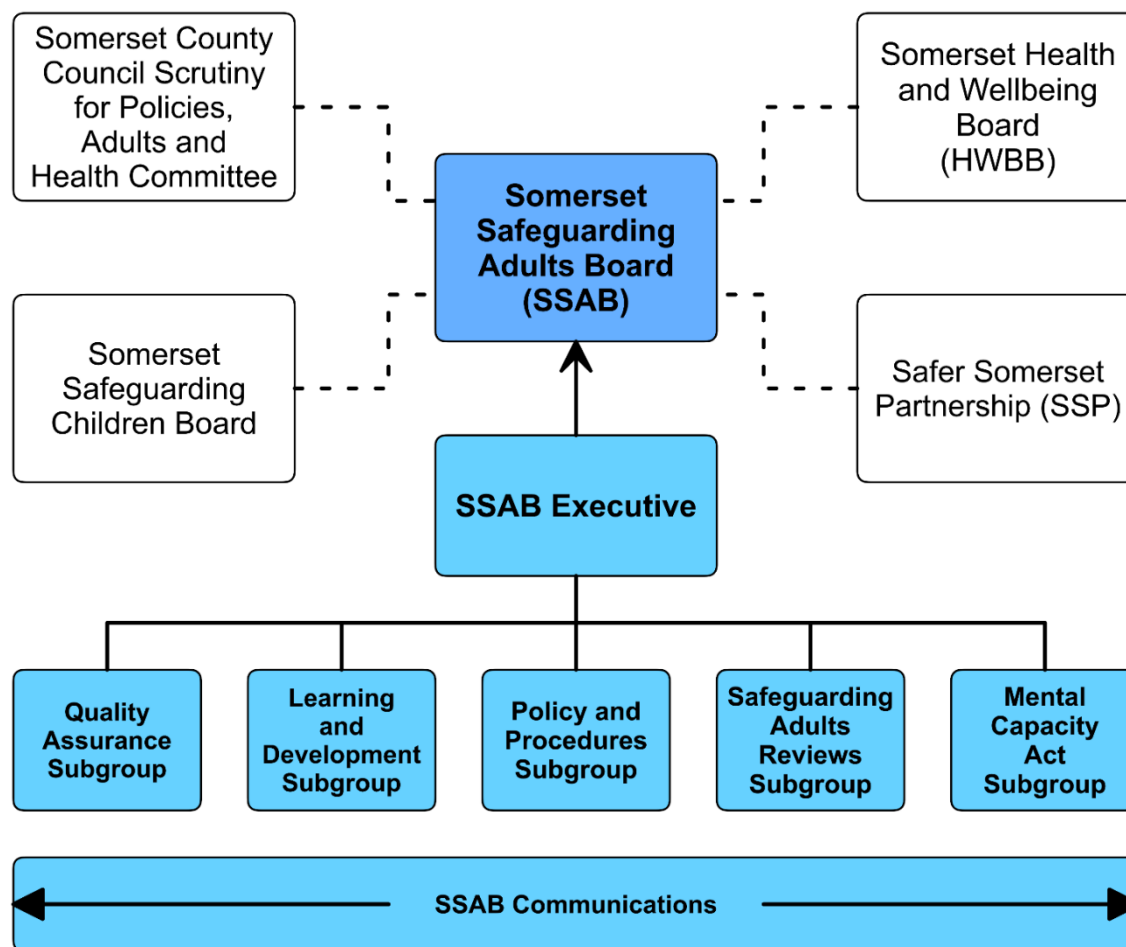 Somerset County
Council Scrutiny
for Policies,
Adults and
Health Committee
Somerset Health
and Wellbeing
Board
(HWBB)
Somerset
Safeguarding
Adults Board
(SSAB)
Somerset
Safeguarding
Children Board
Safer Somerset
Partnership (SSP)
SSAB Executive
Quality
Assurance
Subgroup
Learning
and
Development
Subgroup
Policy and
Procedures
Subgroup
Safeguarding
Adults
Reviews
Subgroup
Mental
Capacity
Act
Subgroup
SSAB Communications